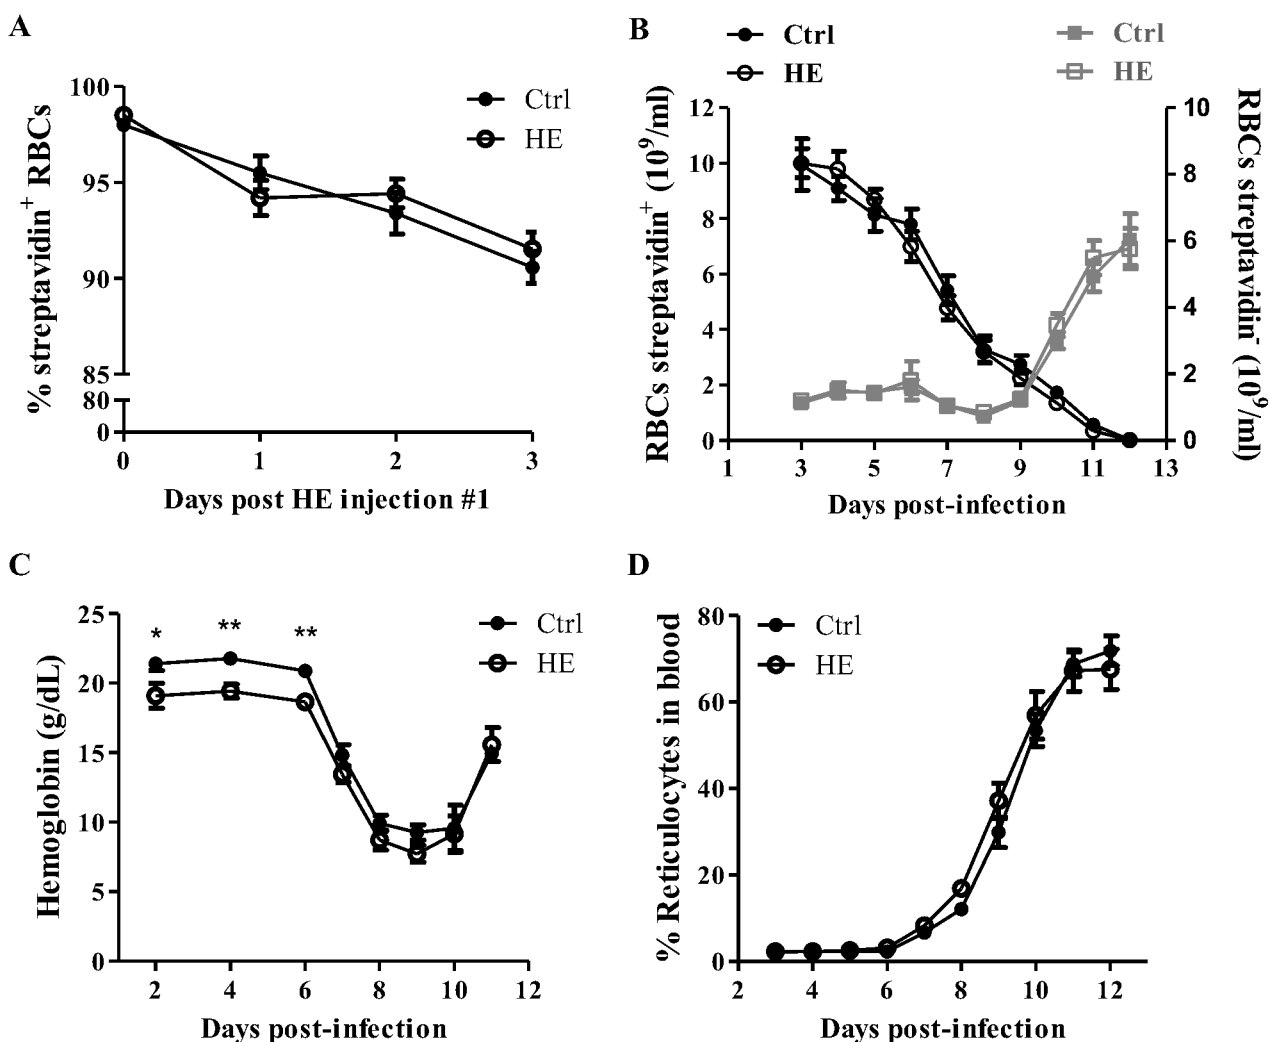 A
Ctrl
HE
% streptavidin+ RBCs
100
95
90
85
80
0
0 1 2 3
Days post HE injection #1
B
Ctrl
HE
Ctrl
HE
RBCs streptavidin+ (10^9/ml)
12
10
8
6
4
2
0
RBCs streptavidin- (10^9/ml)
10
8
6
4
2
0
1 3 5 7 9 11 13
Days post-infection
C
Ctrl
HE
Hemoglobin (g/dL)
25
20
15
10
5
0
* ** **
2 4 6 8 10 12
Days post-infection
D
Ctrl
HE
% Reticulocytes in blood
80
60
40
20
0
2 4 6 8 10 12
Days post-infection